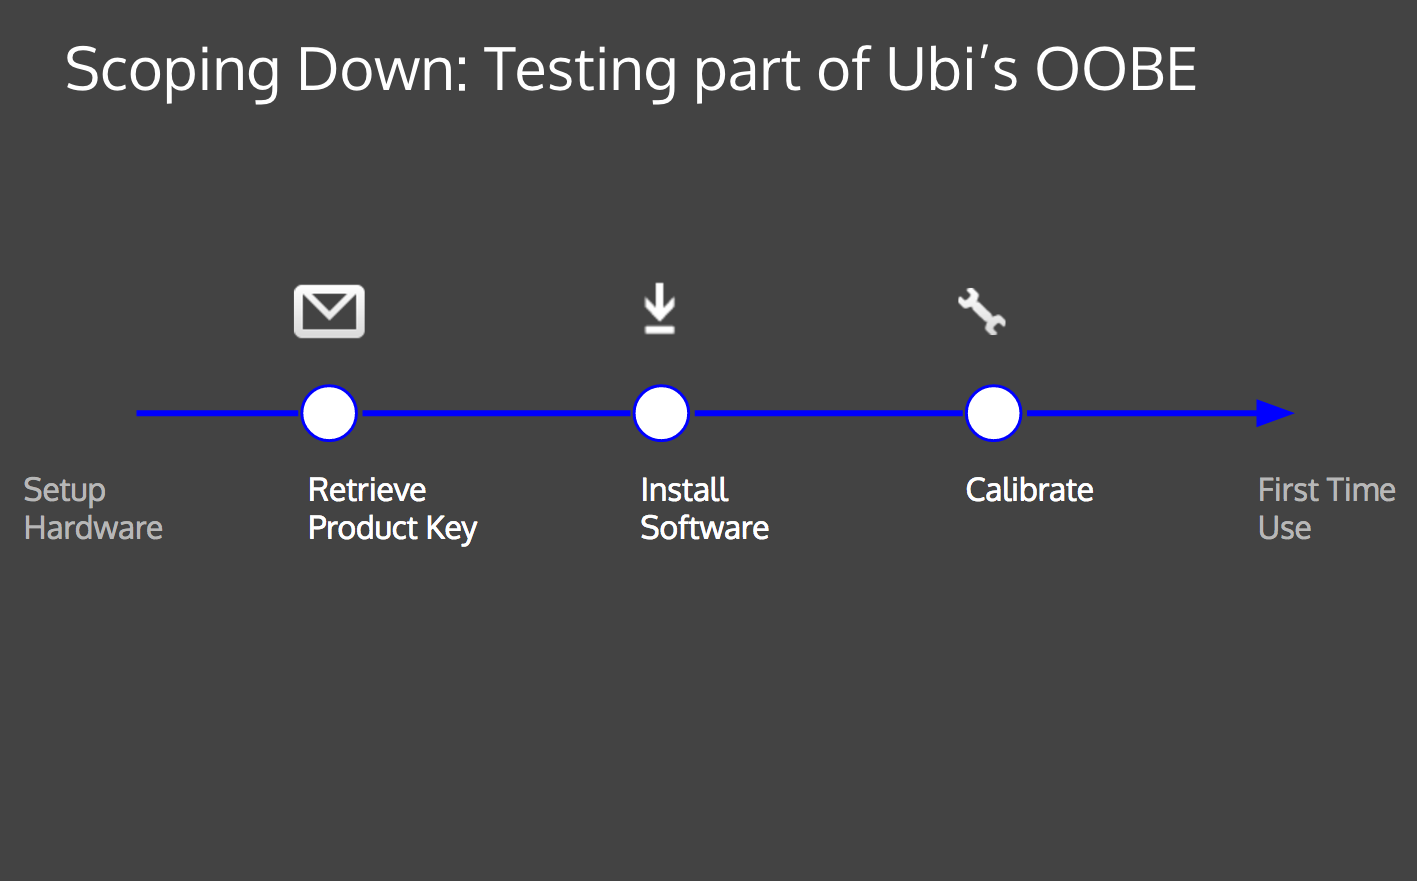 Scoping Down: Testing part of Ubi’s OOBE
Setup
Hardware
Retrieve
Product Key
Install
Software
Calibrate
First Time
Use